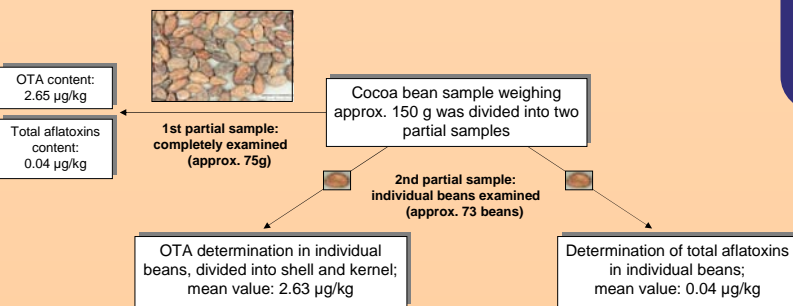 OTA content:
2.65 µg/kg
Total aflatoxins
content:
0.04 µg/kg
1st partial sample:
completely examined
(approx. 75g)
Cocoa bean sample weighing
approx. 150 g was divided into two
partial samples
2nd partial sample:
individual beans examined
(approx. 73 beans)
OTA determination in individual
beans, divided into shell and kernel;
mean value: 2.63 µg/kg
Determination of total aflatoxins
in individual beans;
mean value: 0.04 µg/kg